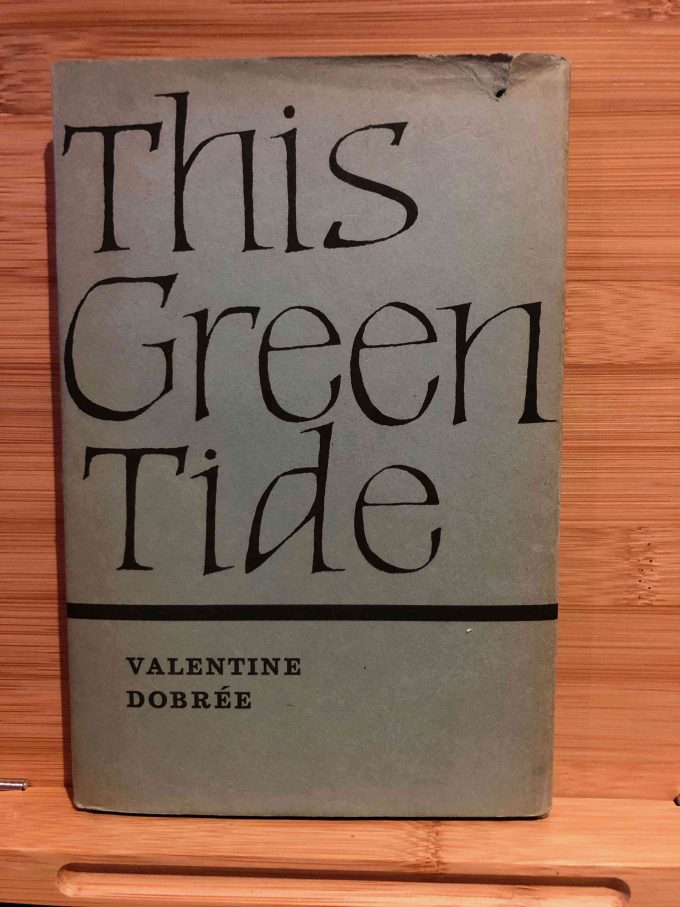 This
Green
Tide
VALENTINE
DOBRÉE